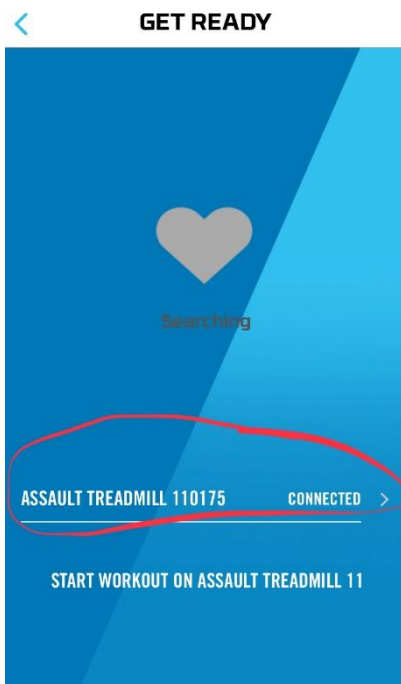 GET READY
Searching
ASSAULT TREADMILL 110175 CONNECTED >
START WORKOUT ON ASSAULT TREADMILL 11